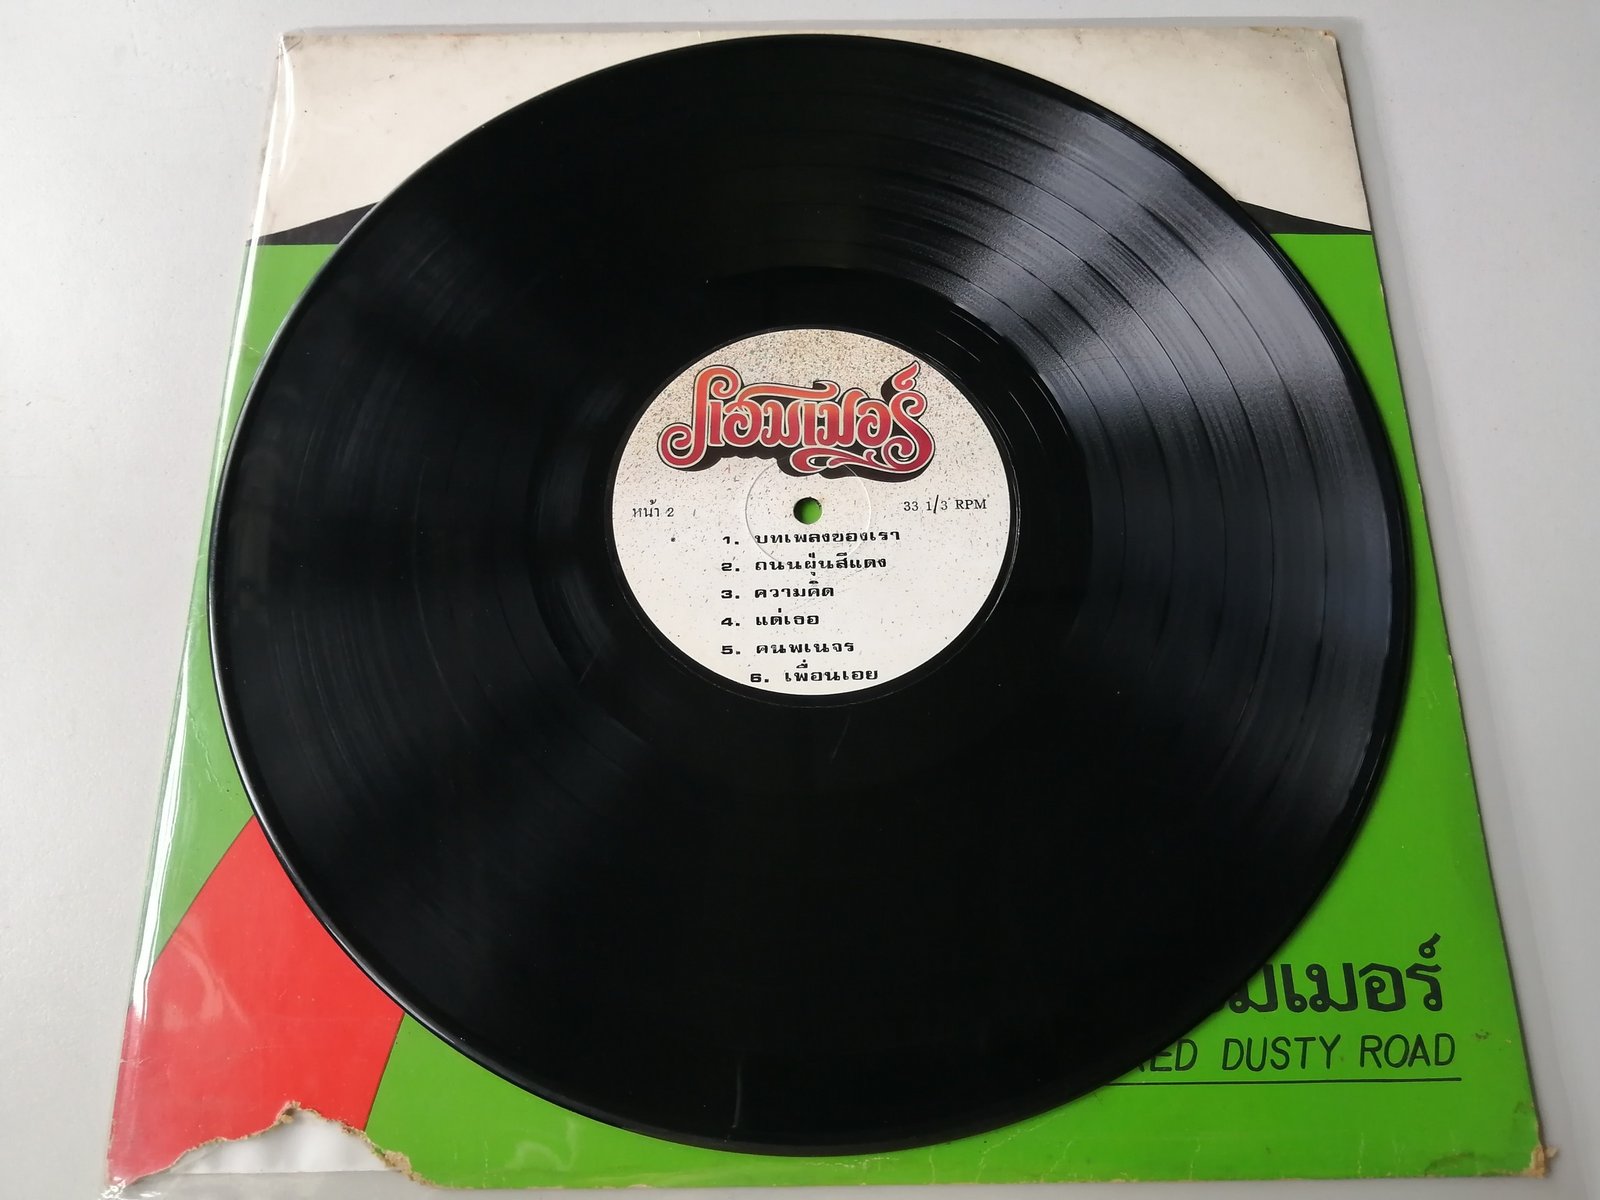 แฮมเมอร์
หน้า 2
33 1/3 RPM
1. บทเพลงของเรา
2. ถนนฝุ่นสีแดง
3. ความคิด
4. แด่เธอ
5. คนพเนจร
6. เพื่อนเอย
มเมอร์
RED DUSTY ROAD